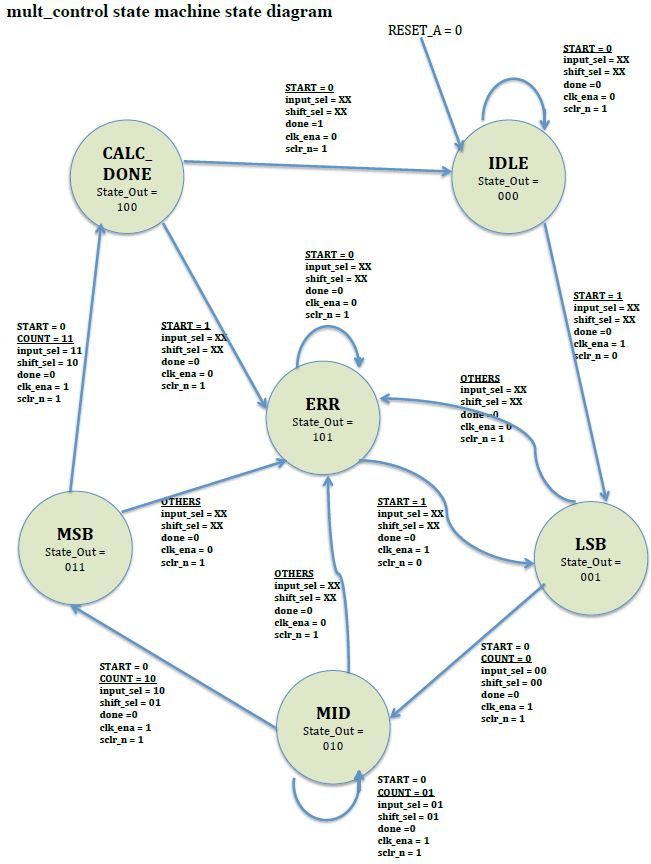 mult_control state machine state diagram
RESET_A = 0
START = 0
input_sel = XX
shift_sel = XX
done =0
clk_ena = 0
sclr_n = 1
START = 0
input_sel = XX
shift_sel = XX
done =1
clk_ena = 0
sclr_n= 1
CALC_
DONE
State_Out =
100
IDLE
State_Out =
000
START = 0
input_sel = XX
shift_sel = XX
done =0
clk_ena = 0
sclr_n = 1
START = 1
input_sel = XX
shift_sel = XX
done =0
clk_ena = 1
sclr_n = 0
START = 0
COUNT = 11
input_sel = 11
shift_sel = 10
done =0
clk_ena = 1
sclr_n = 1
START = 1
input_sel = XX
shift_sel = XX
done =0
clk_ena = 0
sclr_n = 1
ERR
State_Out =
101
OTHERS
input_sel = XX
shift_sel = XX
done =0
clk_ena = 0
sclr_n = 1
MSB
State_Out =
011
OTHERS
input_sel = XX
shift_sel = XX
done =0
clk_ena = 0
sclr_n = 1
START = 1
input_sel = XX
shift_sel = XX
done =0
clk_ena = 1
sclr_n = 0
LSB
State_Out =
001
OTHERS
input_sel = XX
shift_sel = XX
done =0
clk_ena = 0
sclr_n = 1
START = 0
COUNT = 10
input_sel = 10
shift_sel = 01
done =0
clk_ena = 1
sclr_n = 1
START = 0
COUNT = 0
input_sel = 00
shift_sel = 00
done =0
clk_ena = 1
sclr_n = 1
MID
State_Out =
010
START = 0
COUNT = 01
input_sel = 01
shift_sel = 01
done =0
clk_ena = 1
sclr_n = 1